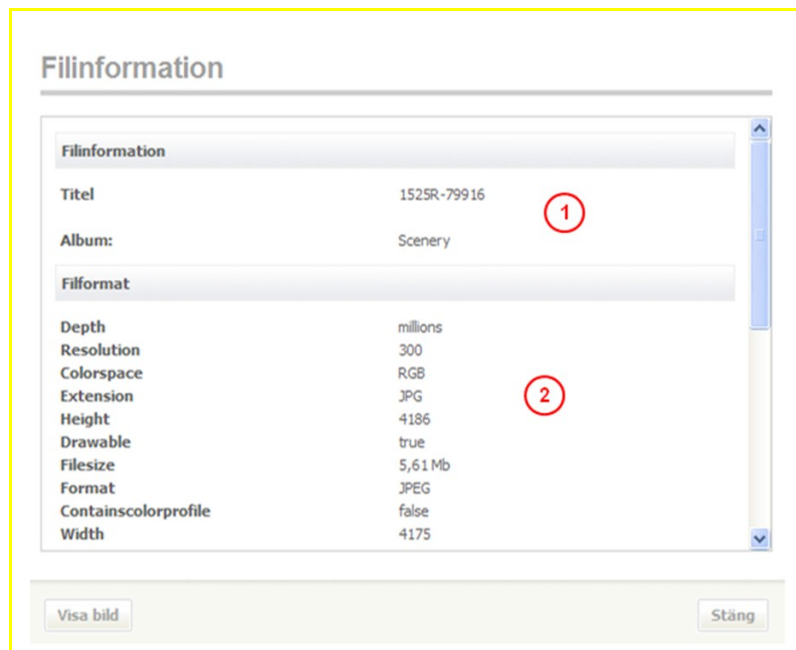 Filinformation
Filinformation
Titel 1525R-79916
1
Album: Scenery
Filformat
Depth millions
Resolution 300
Colorspace RGB
Extension JPG
2
Height 4186
Drawable true
Filesize 5,61 Mb
Format JPEG
Containscolorprofile false
Width 4175
Visa bild Stäng